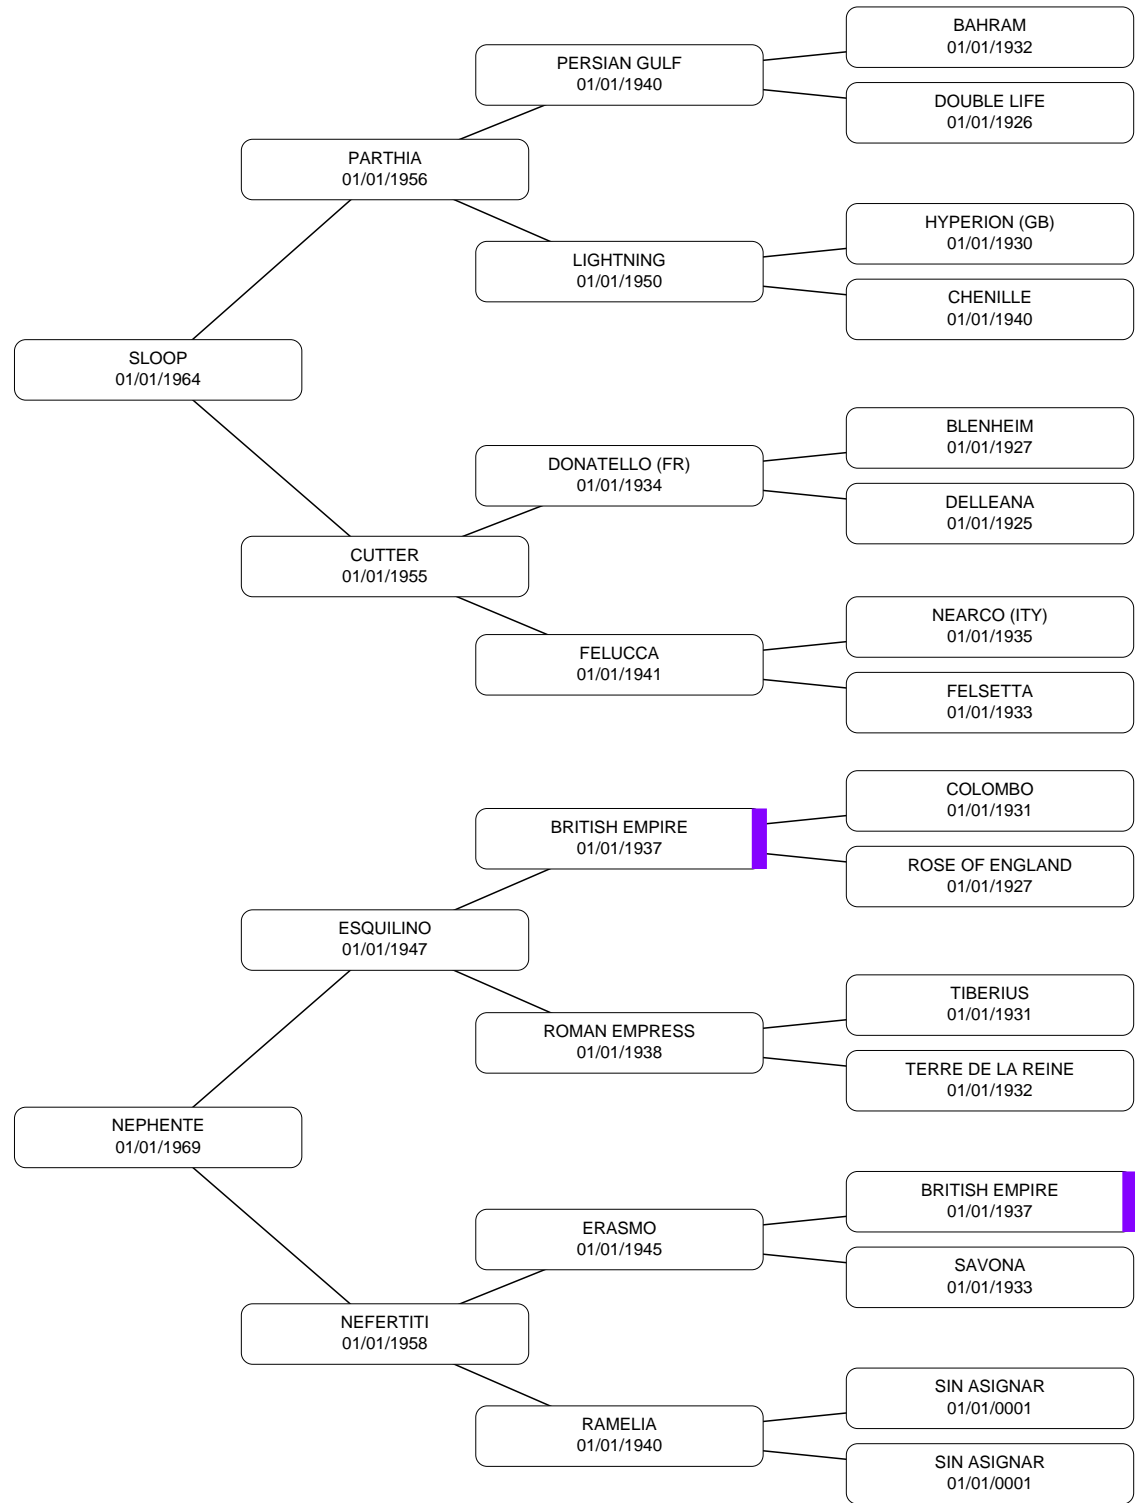 BAHRAM
01/01/1932
PERSIAN GULF
01/01/1940
DOUBLE LIFE
01/01/1926
PARTHIA
01/01/1956
HYPERION (GB)
01/01/1930
LIGHTNING
01/01/1950
CHENILLE
01/01/1940
SLOOP
01/01/1964
BLENHEIM
01/01/1927
DONATELLO (FR)
01/01/1934
DELLEANA
01/01/1925
CUTTER
01/01/1955
NEARCO (ITY)
01/01/1935
FELUCCA
01/01/1941
FELSETTA
01/01/1933
COLOMBO
01/01/1931
BRITISH EMPIRE
01/01/1937
ROSE OF ENGLAND
01/01/1927
ESQUILINO
01/01/1947
TIBERIUS
01/01/1931
ROMAN EMPRESS
01/01/1938
TERRE DE LA REINE
01/01/1932
NEPHENTE
01/01/1969
BRITISH EMPIRE
01/01/1937
ERASMO
01/01/1945
SAVONA
01/01/1933
NEFERTITI
01/01/1958
SIN ASIGNAR
01/01/0001
RAMELIA
01/01/1940
SIN ASIGNAR
01/01/0001